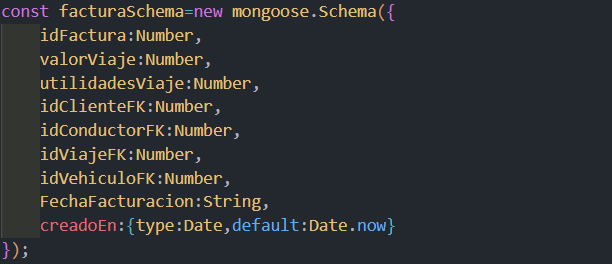 const facturaSchema=new mongoose.Schema({
    idFactura:Number,
    valorViaje:Number,
    utilidadesViaje:Number,
    idClienteFK:Number,
    idConductorFK:Number,
    idViajeFK:Number,
    idVehiculoFK:Number,
    FechaFacturacion:String,
    creadoEn:{type:Date,default:Date.now}
});